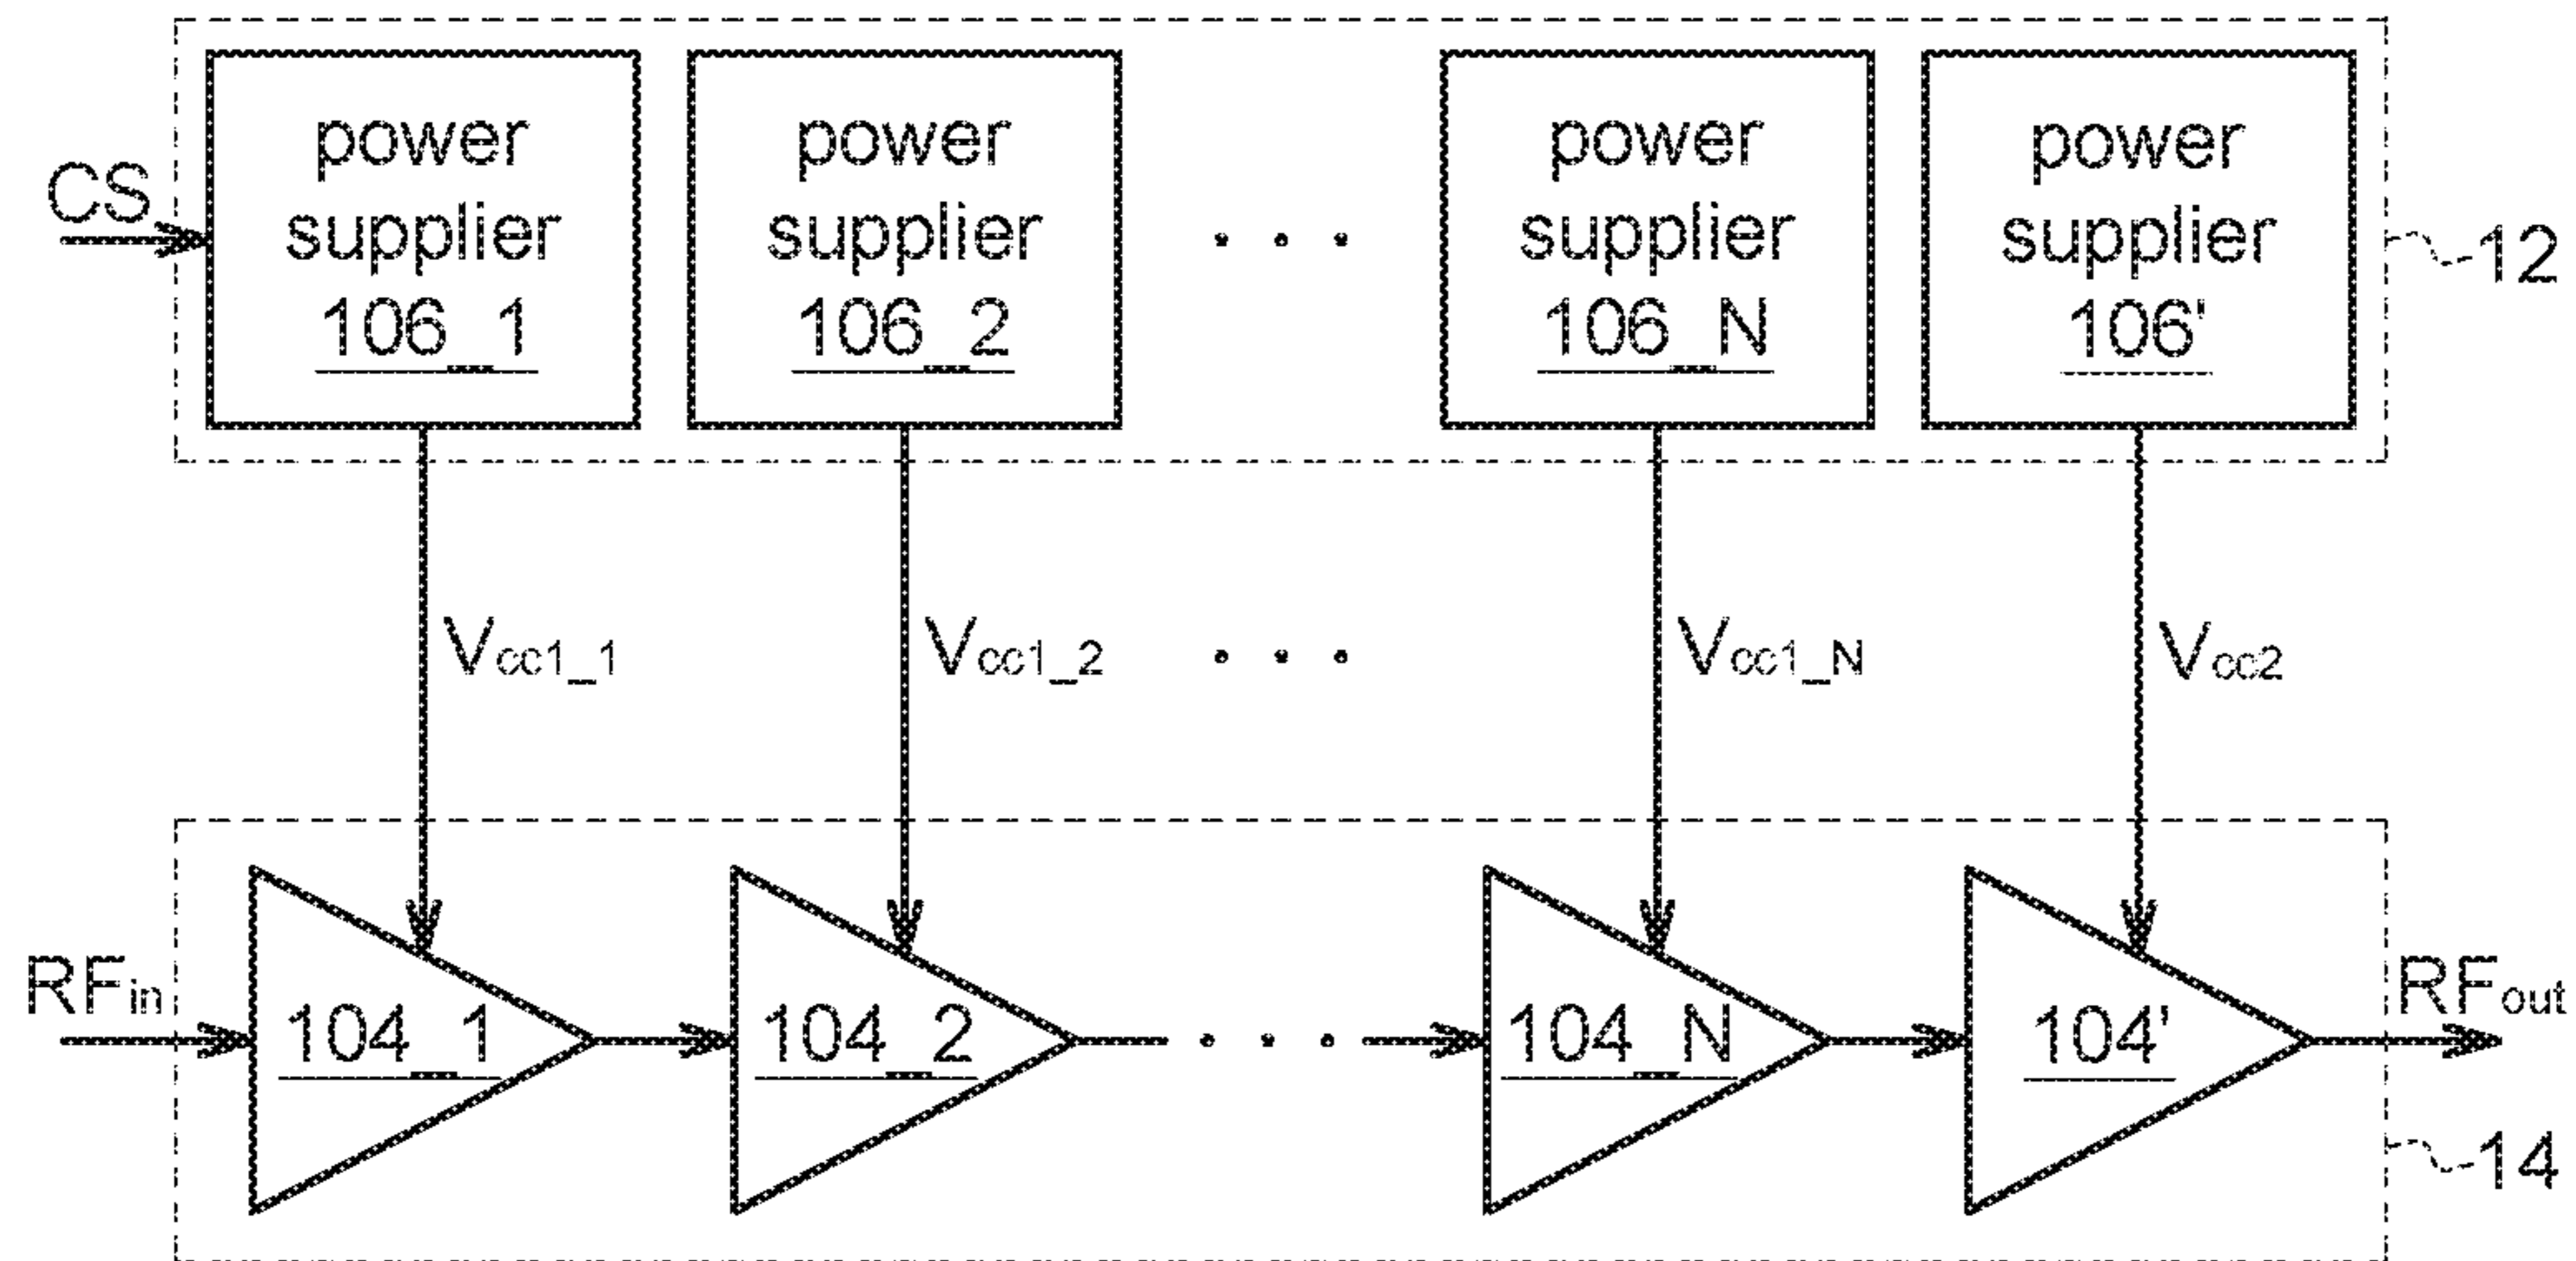 power supplier 106_1
power supplier 106_2
. . .
power supplier 106_N
power supplier 106'
CS
12
Vcc1_1
Vcc1_2
. . .
Vcc1_N
Vcc2
RFin
104_1
104_2
. . .
104_N
104'
RFout
14